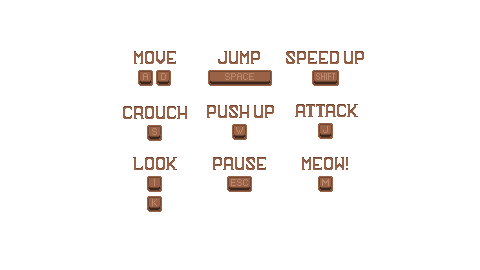 MOVE JUMP SPEED UP
A D SPACE SHIFT
CROUCH PUSH UP ATTACK
S W J
LOOK PAUSE MEOW!
I ESC M
K